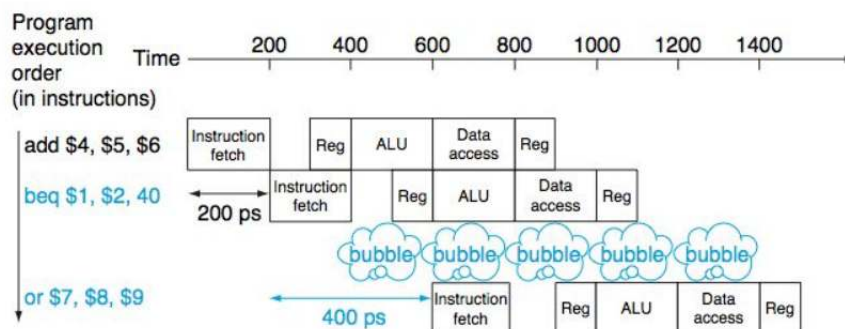 Program
execution
order
(in instructions)
Time
200 400 600 800 1000 1200 1400
add $4, $5, $6
Instruction
fetch
Reg
ALU
Data
access
Reg
beq $1, $2, 40
200 ps
Instruction
fetch
Reg
ALU
Data
access
Reg
bubble bubble bubble bubble bubble
or $7, $8, $9
400 ps
Instruction
fetch
Reg
ALU
Data
access
Reg